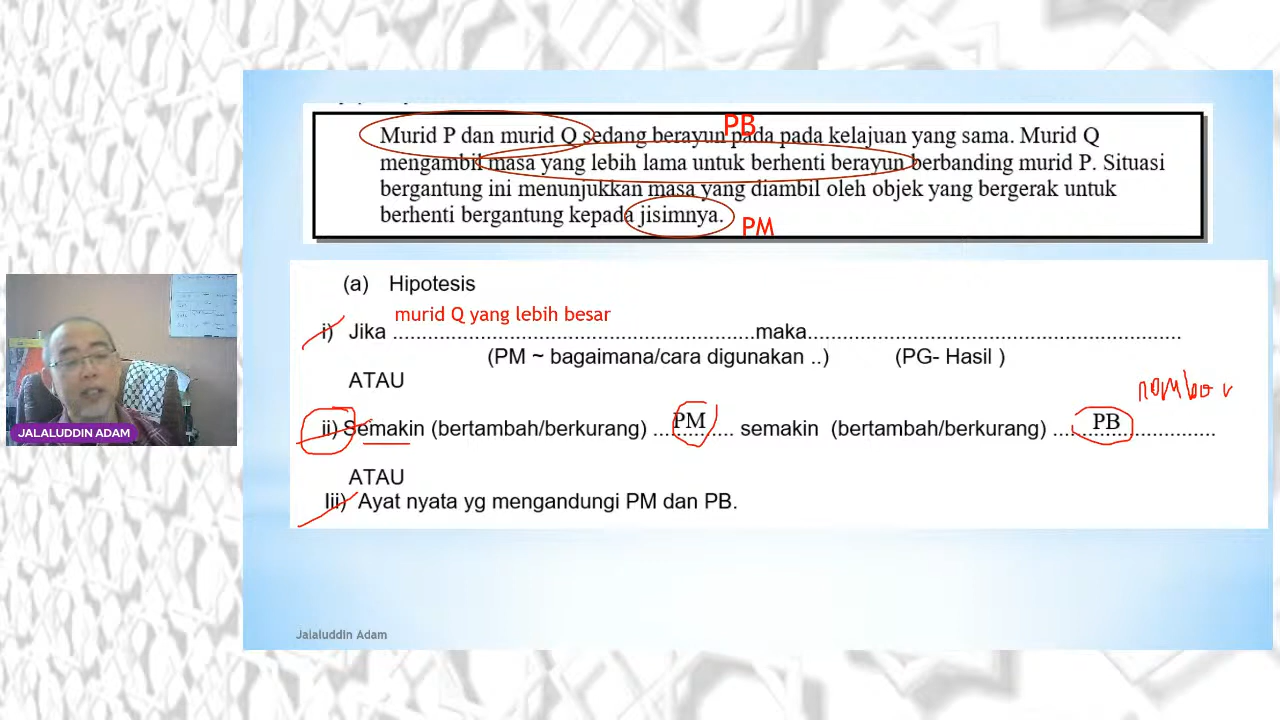 Murid P dan murid Q sedang berayun pada pada kelajuan yang sama. Murid Q
PB
mengambil masa yang lebih lama untuk berhenti berayun berbanding murid P. Situasi
bergantung ini menunjukkan masa yang diambil oleh objek yang bergerak untuk
berhenti bergantung kepada jisimnya.
PM
(a) Hipotesis
murid Q yang lebih besar
i) Jika ..............................................................maka................................................................
(PM ~ bagaimana/cara digunakan ..) (PG- Hasil )
ATAU
nombor
ii) Semakin (bertambah/berkurang) ....PM.... semakin (bertambah/berkurang) ....PB....................
ATAU
Iii) Ayat nyata yg mengandungi PM dan PB.
JALALUDDIN ADAM
Jalaluddin Adam